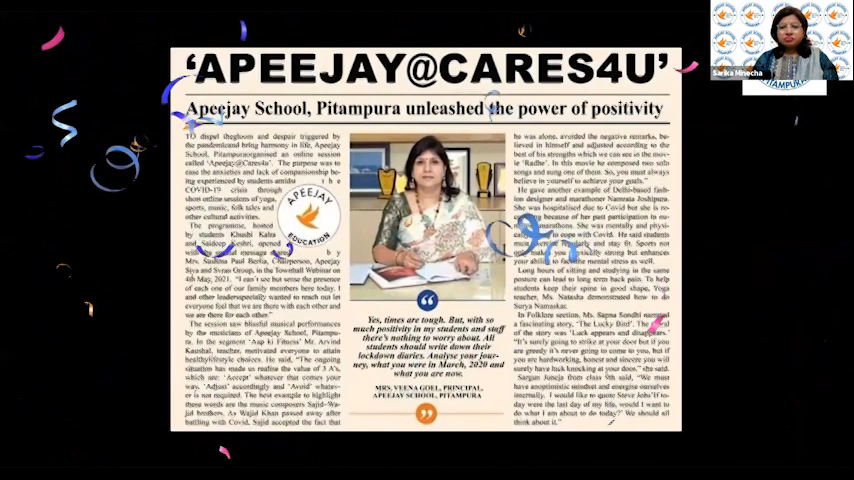 'APEEJAY@CARES4U'
Apeejay School, Pitampura unleashed the power of positivity
TO dispel thegloom and despair triggered by
the pandemicand bring harmony in life, Apeejay
School, Pitampuraorganised an online session
called 'Apeejay@Cares4u'. The purpose was to
ease the anxieties and lack of companionship be-
ing experienced by students amidst the
COVID-19 crisis through
short online sessions of yoga,
sports, music, folk tales and
other cultural activities.
The programme, hosted
by students Khushi Kalra
and Saideep Keshri, opened
with the message shared by
Mrs. Sushma Paul Berlia, Chairperson, Apeejay
Stya and Svran Group, in the Townhall Webinar on
4th May, 2021. "I can't see but sense the presence
of each one of our family members here today. I
and other leadersespecially wanted to reach out let
everyone feel that we are there with each other and
we are there for each other."
The session saw blissful musical performances
by the musicians of Apeejay School, Pitampu-
ra. In the segment 'Aap ki Fitness' Mr. Arvind
Kaushal, teacher, motivated everyone to attain
healthylifestyle choices. He said, "The ongoing
situation has made us realise the value of 3 A's,
which are 'Accept' whatever that comes your
way, 'Adjust' accordingly and 'Avoid' whatev-
er is not required. The best example to highlight
these words are the music composers Sajid-Wa-
jid brothers. As Wajid Khan passed away after
battling with Covid, Sajid accepted the fact that
APEEJAY
EDUCATION
Yes, times are tough. But, with so
much positivity in my students and staff
there's nothing to worry about. All
students should write down their
lockdown diaries. Analyse your jour-
ney, what you were in March, 2020 and
what you are now.
MRS. VEENA GOEL, PRINCIPAL,
APEEJAY SCHOOL, PITAMPURA
he was alone, avoided the negative remarks, be-
lieved in himself and adjusted according to the
best of his strengths which we can see in the mov-
ie 'Radhe'. In this movie he composed two solo
songs and sung one of them. So, you must always
believe in yourself to achieve your goals."
He gave another example of Delhi-based fash-
ion designer and marathoner Namrata Joshipura.
She was hospitalised due to Covid but she is re-
because of her past participation in nu-
marathons. She was mentally and physi-
cally to cope with Covid. He said students
must and stay fit. Sports not
only physically strong but enhances
your ability to face the mental stress as well.
Long hours of sitting and studying in the same
posture can lead to long term back pain. To help
students keep their spine in good shape, Yoga
teacher, Ms. Natasha demonstrated how to do
Surya Namaskar.
In Folklore section, Ms. Sapna Sondhi narrated
a fascinating story, 'The Lucky Bird'. The moral
of the story was 'Luck appears and disappears.'
"It's surely going to strike at your door but if you
are greedy it's never going to come to you, but if
you are hardworking, honest and sincere you will
surely have luck knocking at your door," she said.
Sargun Juneja from class 9th said, "We must
have anoptimistic mindset and energise ourselves
internally. I would like to quote Steve Jobs'If to-
day were the last day of my life, would I want to
do what I am about to do today?' We should all
think about it."
Sarika Minocha
PITAMPURA